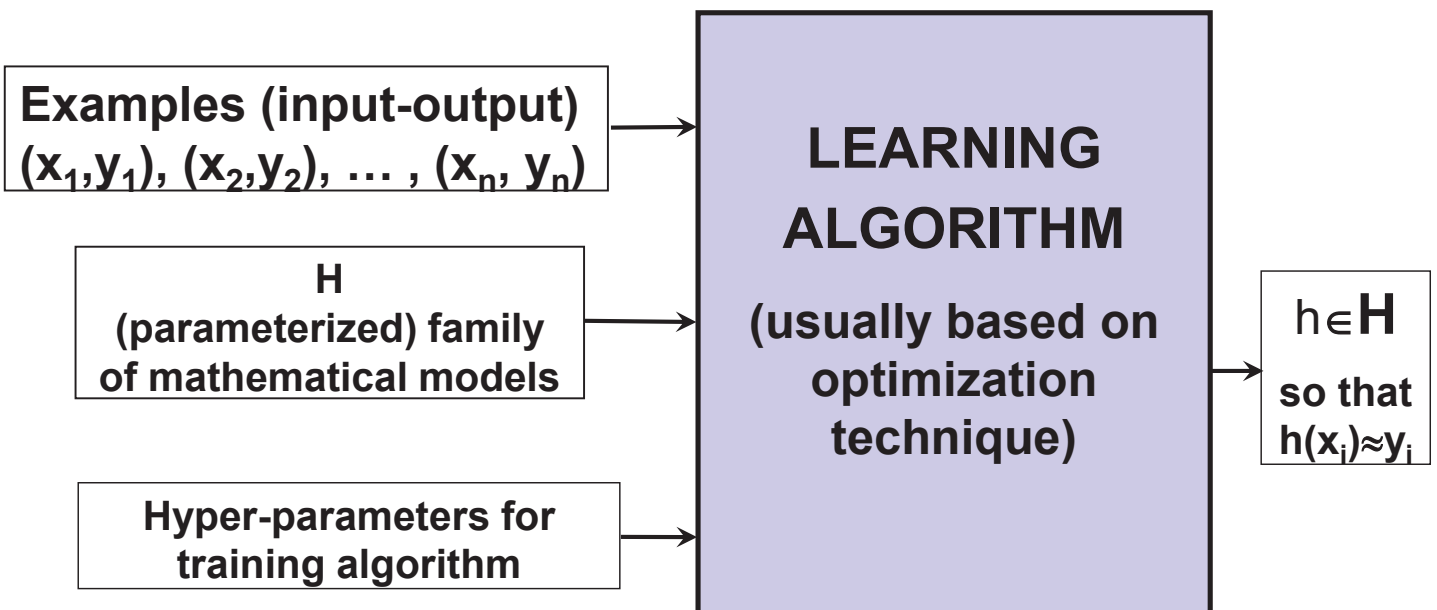 Examples (input-output)
(x₁,y₁), (x₂,y₂), … , (xₙ, yₙ)
H
(parameterized) family
of mathematical models
Hyper-parameters for
training algorithm
LEARNING
ALGORITHM
(usually based on
optimization
technique)
h∈H
so that
h(xᵢ)≈yᵢ